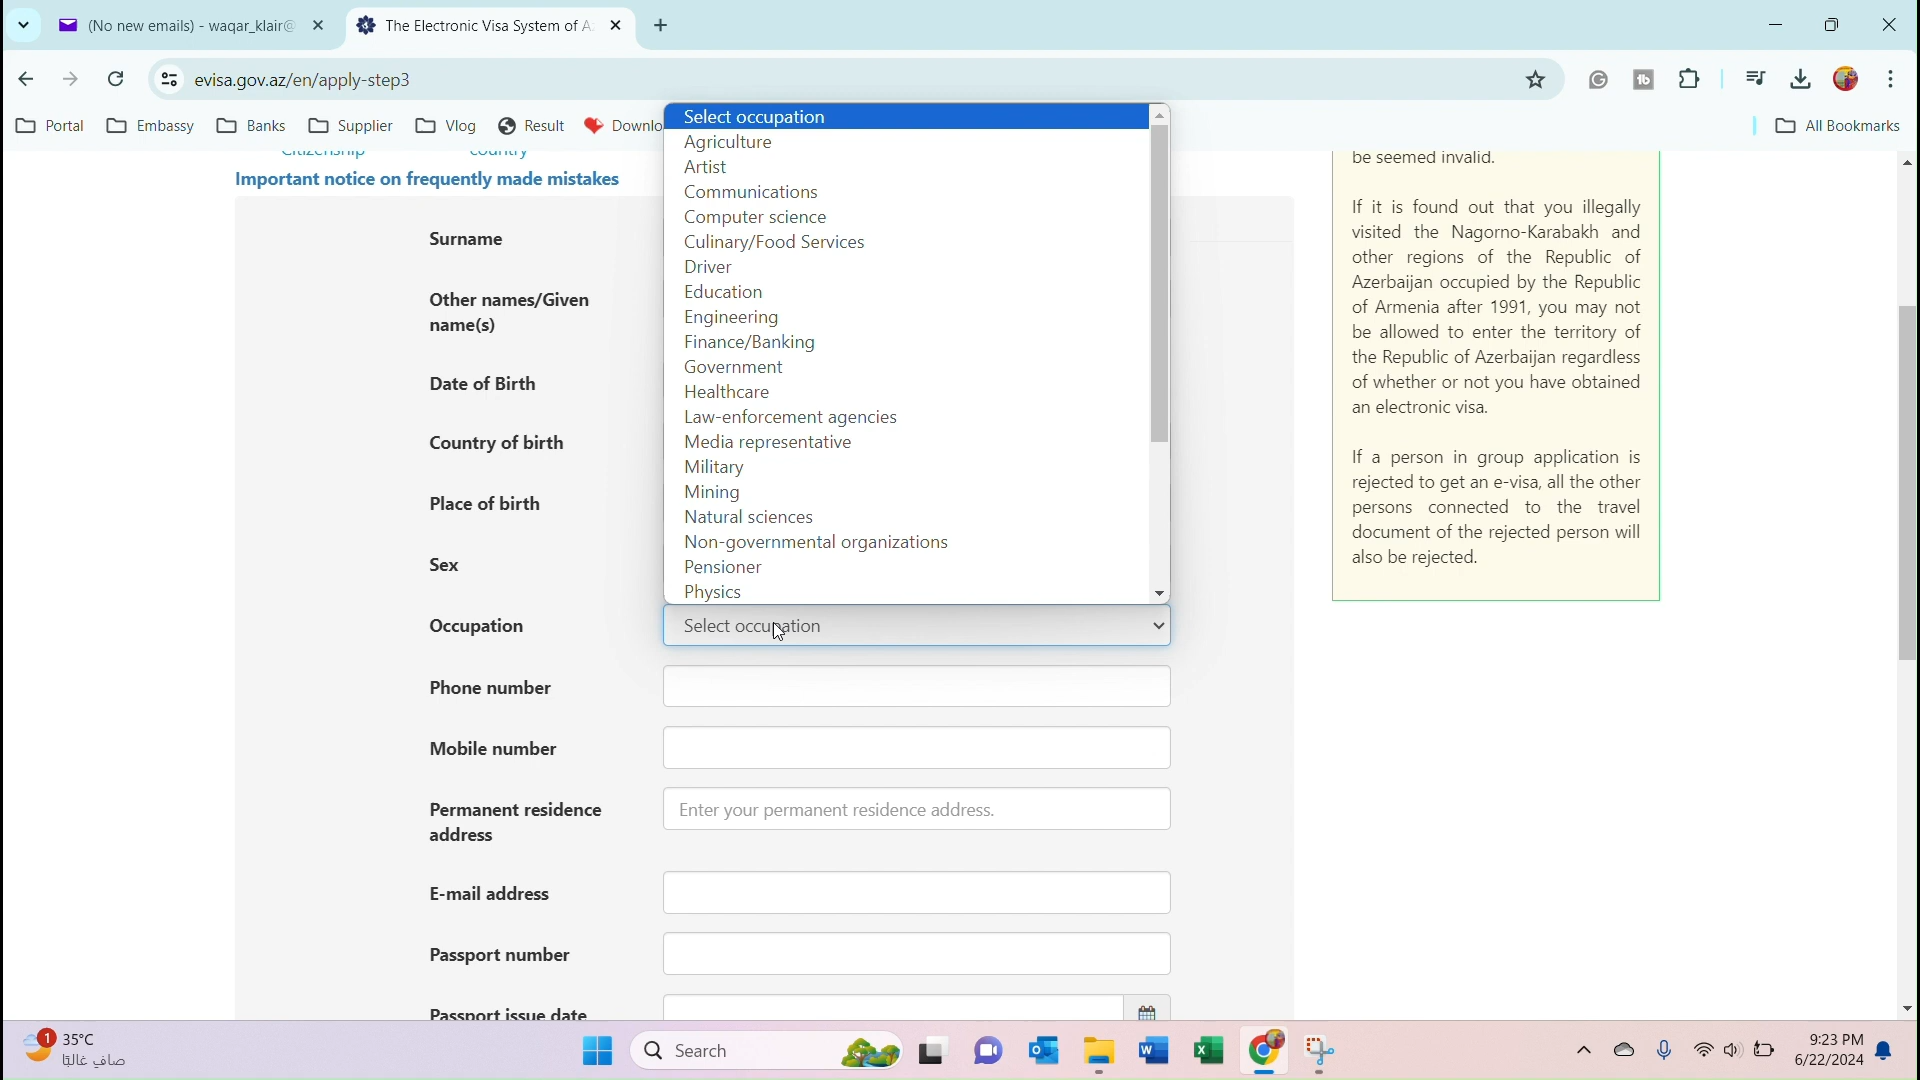 (No new emails) - waqar_klair@
The Electronic Visa System of A
evisa.gov.az/en/apply-step3
Portal
Embassy
Banks
Supplier
Vlog
Result
Downlo
All Bookmarks
Citizenship
country
Important notice on frequently made mistakes
Surname
Other names/Given
name(s)
Date of Birth
Country of birth
Place of birth
Sex
Occupation
Phone number
Mobile number
Permanent residence
address
E-mail address
Passport number
Passport issue date
Select occupation
Agriculture
Artist
Communications
Computer science
Culinary/Food Services
Driver
Education
Engineering
Finance/Banking
Government
Healthcare
Law-enforcement agencies
Media representative
Military
Mining
Natural sciences
Non-governmental organizations
Pensioner
Physics
Select occupation
Enter your permanent residence address.
be seemed invalid.
If it is found out that you illegally
visited the Nagorno-Karabakh and
other regions of the Republic of
Azerbaijan occupied by the Republic
of Armenia after 1991, you may not
be allowed to enter the territory of
the Republic of Azerbaijan regardless
of whether or not you have obtained
an electronic visa.
If a person in group application is
rejected to get an e-visa, all the other
persons connected to the travel
document of the rejected person will
also be rejected.
1
35°C
صافي غالبًا
Search
9:23 PM
6/22/2024